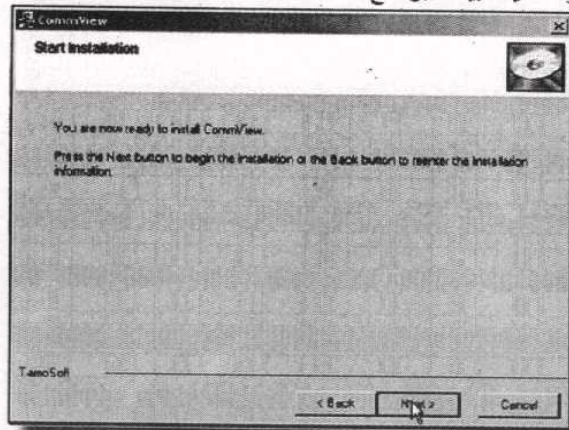 CommView
Start Installation
You are now ready to install CommView.
Press the Next button to begin the installation or the Back button to reenter the installation
information.
TamoSoft
< Back
Next >
Cancel